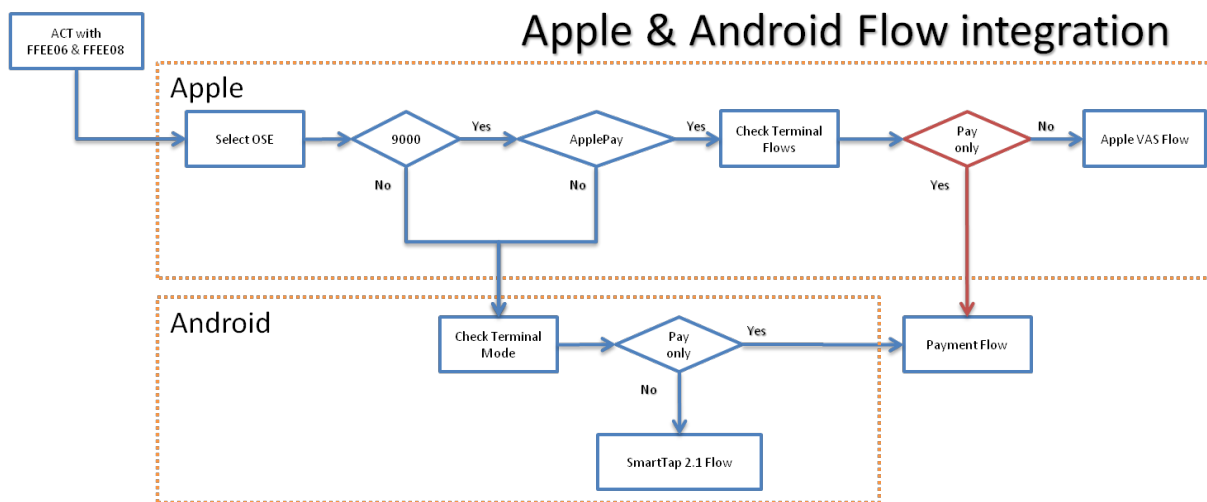 Apple & Android Flow integration
ACT with
FFEE06 & FFEE08
Apple
Select OSE
9000
Yes
No
ApplePay
Yes
No
Check Terminal
Flows
Pay
only
No
Yes
Apple VAS Flow
Android
Check Terminal
Mode
Pay
only
Yes
No
Payment Flow
SmartTap 2.1 Flow